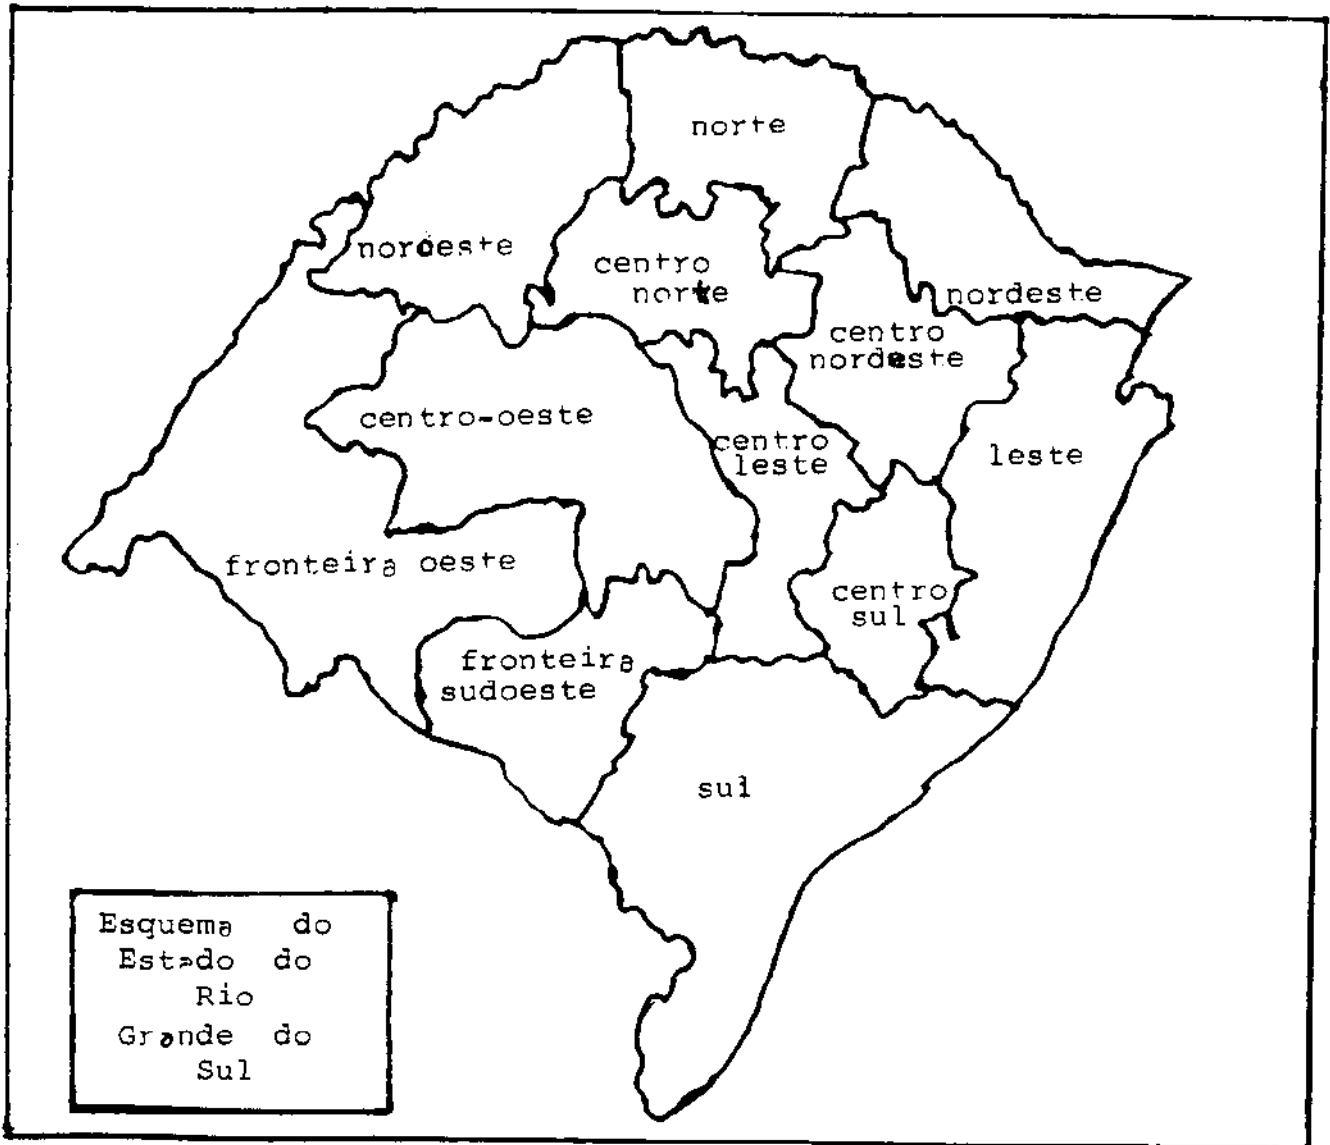 norte
noroeste
centro
norte
nordeste
centro
nordeste
centro-oeste
centro
leste
leste
fronteira oeste
centro
sul
fronteira
sudoeste
sul
Esquema do
Estado do
Rio
Grande do
Sul